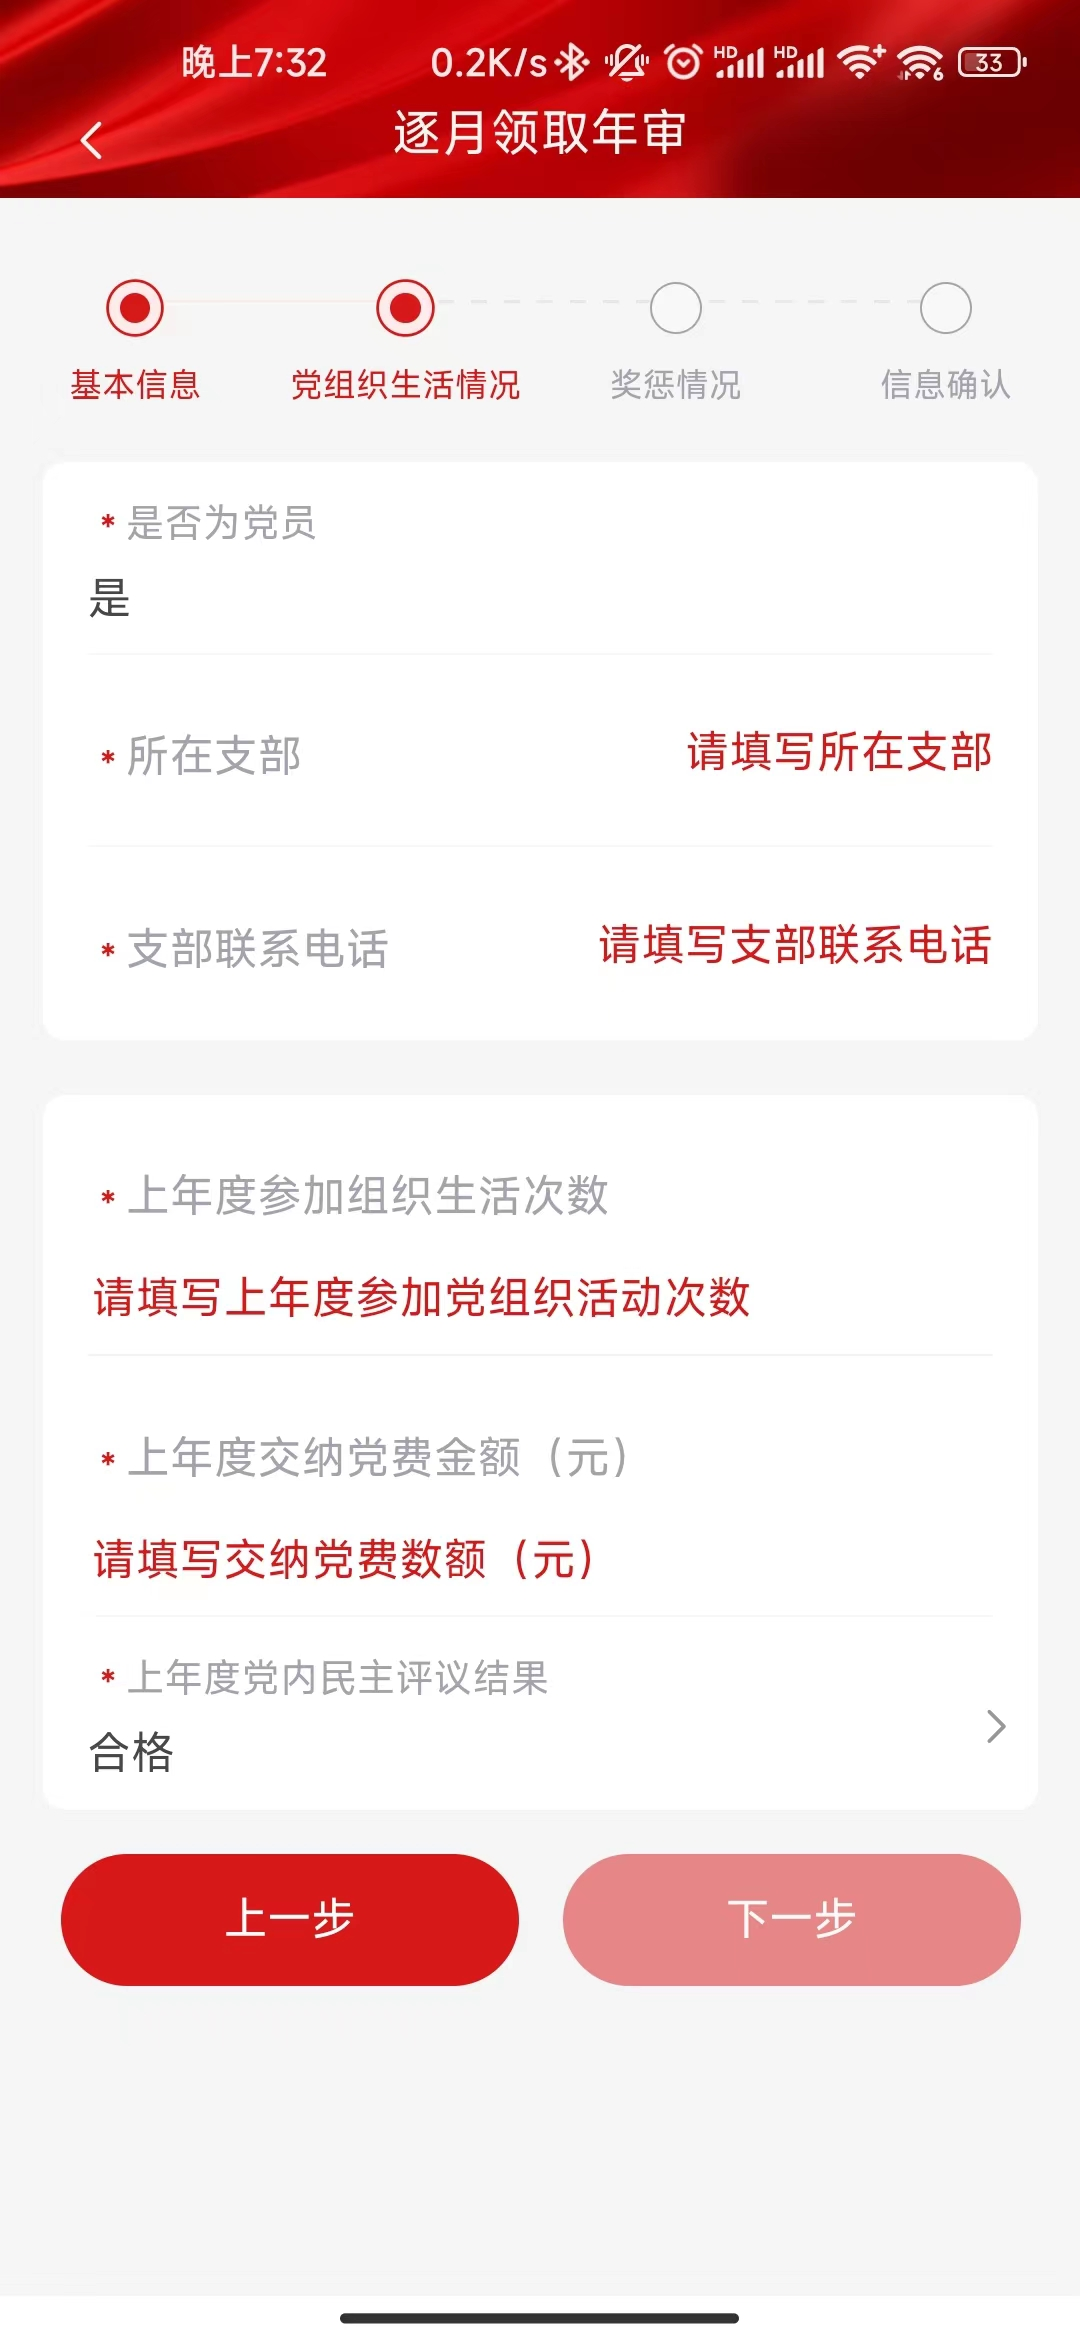 晚上7:32 0.2K/s HD HD 6 33
逐月领取年审
基本信息 党组织生活情况 奖惩情况 信息确认
* 是否为党员
是
* 所在支部 请填写所在支部
* 支部联系电话 请填写支部联系电话
* 上年度参加组织生活次数
请填写上年度参加党组织活动次数
* 上年度交纳党费金额（元）
请填写交纳党费数额（元）
* 上年度党内民主评议结果
合格
上一步 下一步